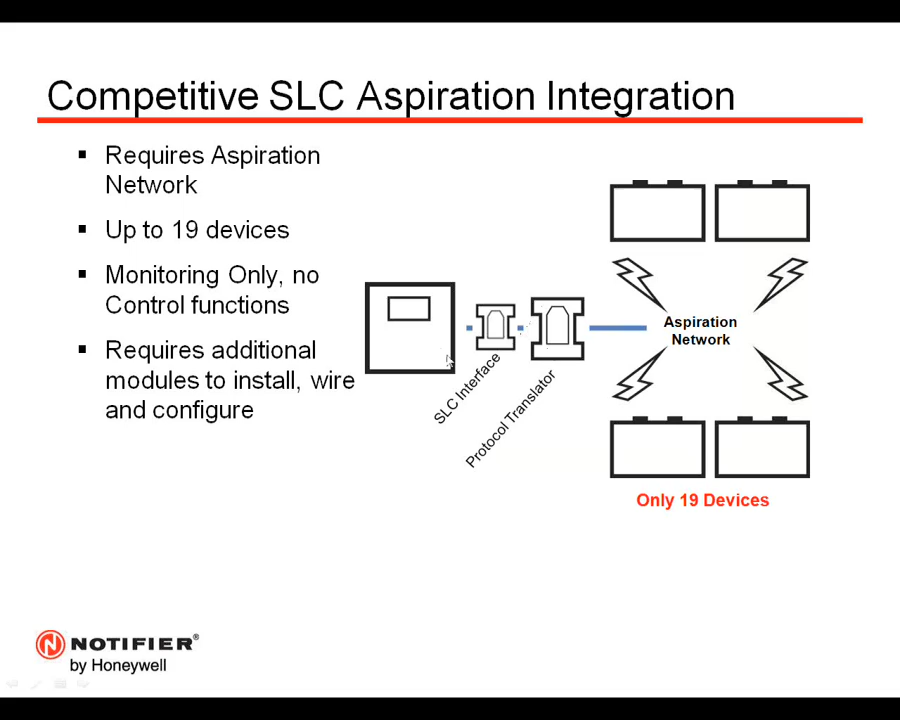 Competitive SLC Aspiration Integration
Requires Aspiration
Network
Up to 19 devices
Monitoring Only, no
Control functions
Requires additional
modules to install, wire
and configure
SLC Interface
Protocol Translator
Aspiration
Network
Only 19 Devices
NOTIFIER®
by Honeywell